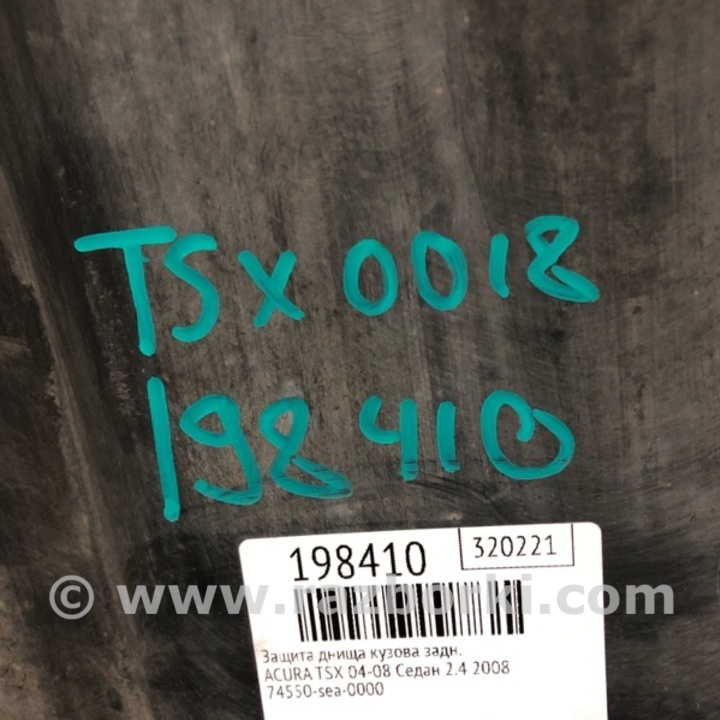 TSX 0018
198410
198410 320221
© www.razborki.com
Защита днища кузова задн.
ACURA TSX 04-08 Седан 2.4 2008
74550-sea-0000